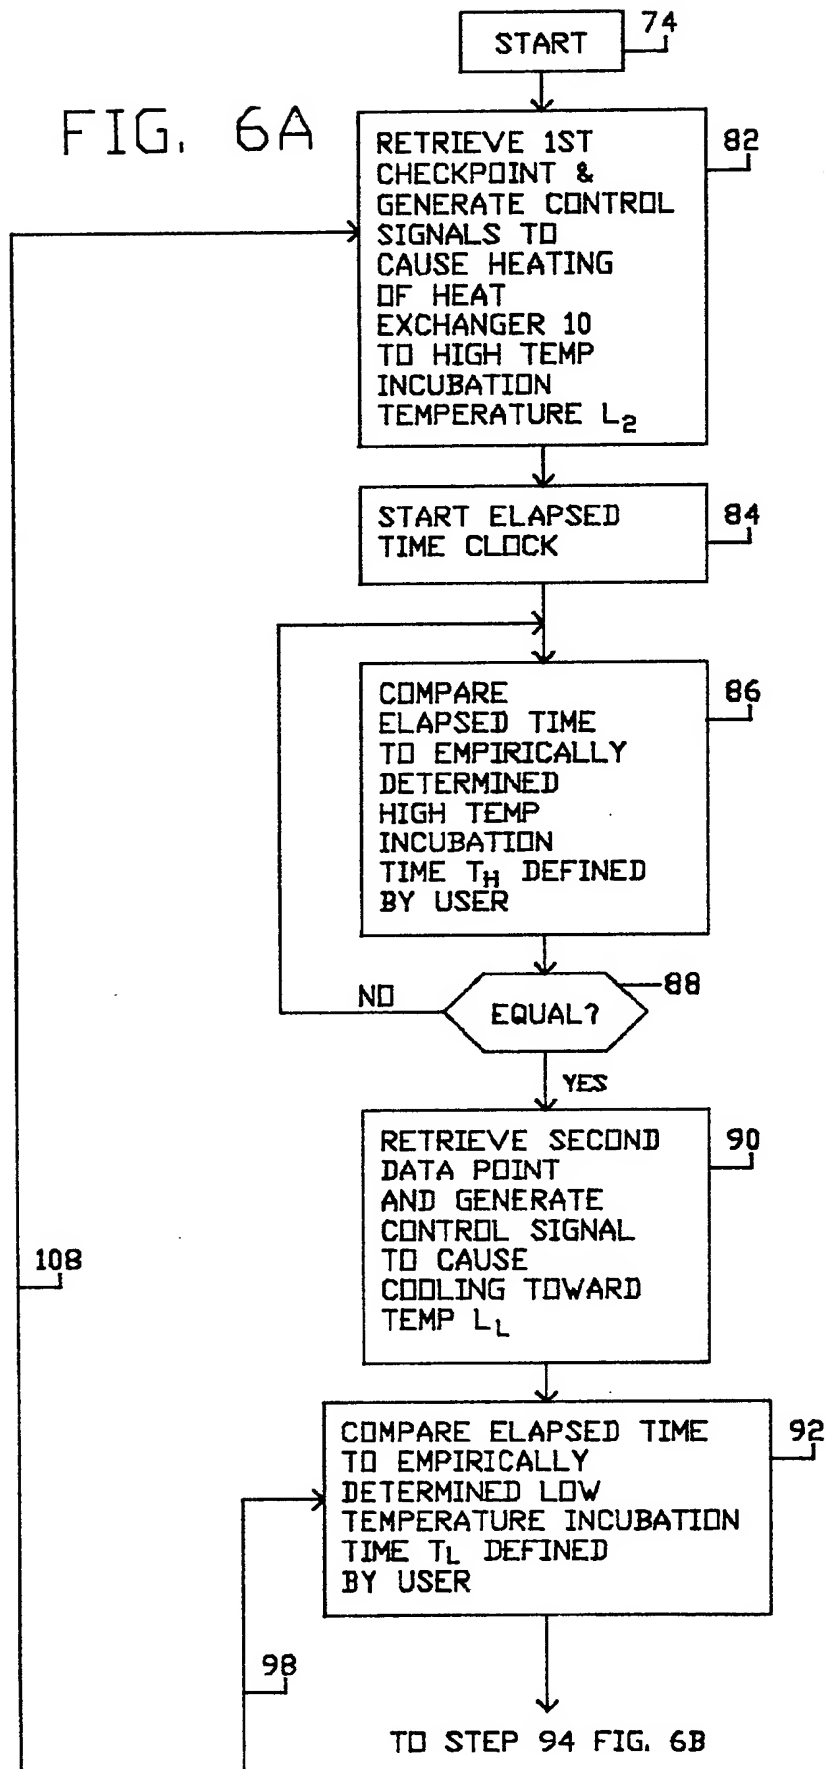 START
74
FIG. 6A
RETRIEVE 1ST
CHECKPOINT &
GENERATE CONTROL
SIGNALS TO
CAUSE HEATING
OF HEAT
EXCHANGER 10
TO HIGH TEMP
INCUBATION
TEMPERATURE L₂
82
START ELAPSED
TIME CLOCK
84
COMPARE
ELAPSED TIME
TO EMPIRICALLY
DETERMINED
HIGH TEMP
INCUBATION
TIME T_H DEFINED
BY USER
86
EQUAL?
88
NO
YES
RETRIEVE SECOND
DATA POINT
AND GENERATE
CONTROL SIGNAL
TO CAUSE
COOLING TOWARD
TEMP L_L
90
108
COMPARE ELAPSED TIME
TO EMPIRICALLY
DETERMINED LOW
TEMPERATURE INCUBATION
TIME T_L DEFINED
BY USER
92
98
TO STEP 94 FIG. 6B